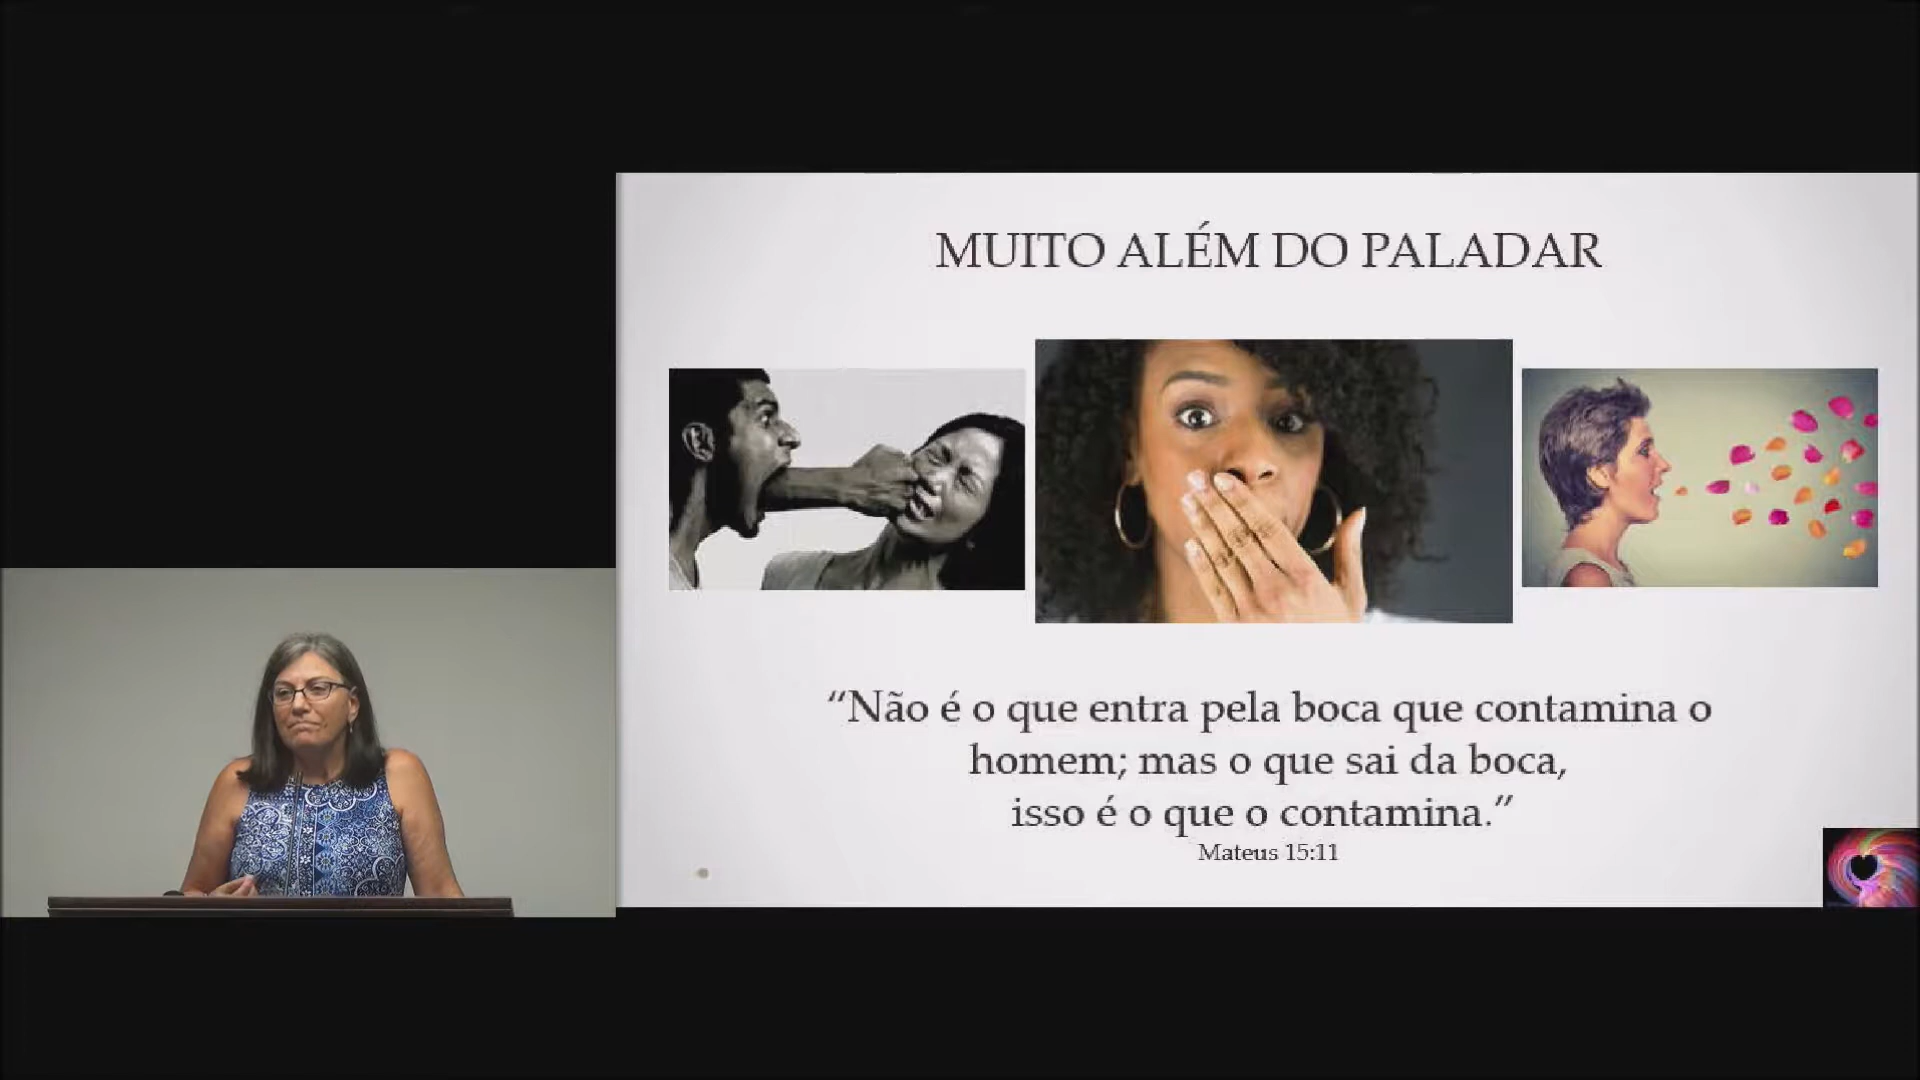 MUITO ALÉM DO PALADAR
“Não é o que entra pela boca que contamina o
homem; mas o que sai da boca,
isso é o que o contamina.”
Mateus 15:11